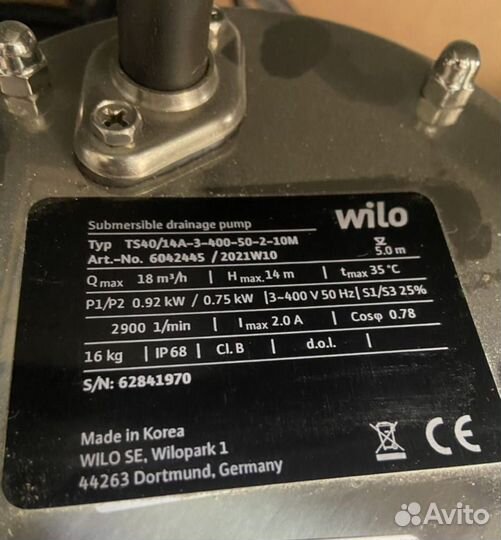 Submersible drainage pump
wilo
Typ TS40/14A-3-400-50-2-10M
Art.-No. 6042445 / 2021W10
5.0 m
Q max 18 m³/h | H max. 14 m | t max 35 °C
P1/P2 0.92 kW / 0.75 kW | 3~400 V 50 Hz | S1/S3 25%
2900 1/min | I max 2.0 A | Cosφ 0.78
16 kg | IP 68 | Cl. B | d.o.l. |
S/N: 62841970
Made in Korea
WILO SE, Wilopark 1
44263 Dortmund, Germany
CE
Avito